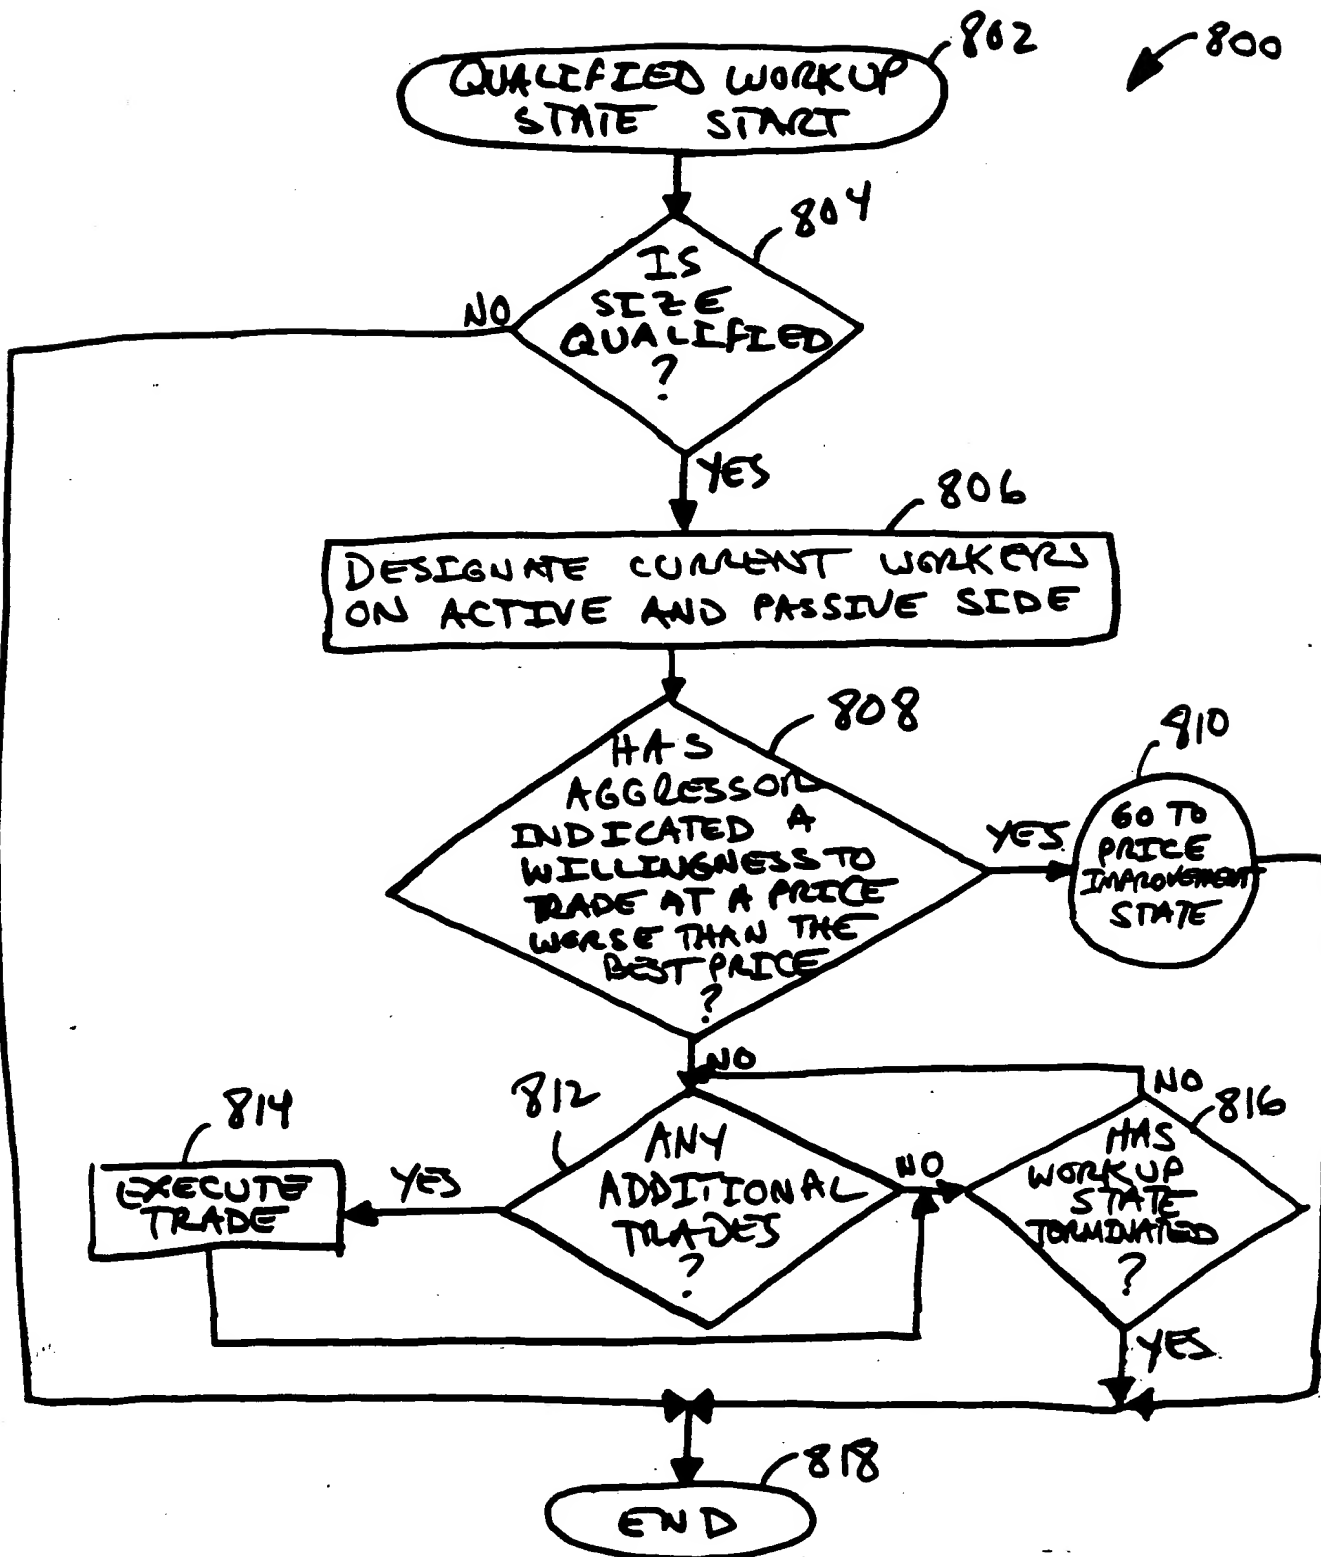 802
800
QUALIFIED WORKUP
STATE START
804
IS
SIZE
QUALIFIED
?
NO
YES
806
DESIGNATE CURRENT WORKERS
ON ACTIVE AND PASSIVE SIDE
808
HAS
AGGRESSOR
INDICATED A
WILLINGNESS TO
TRADE AT A PRICE
WORSE THAN THE
BEST PRICE
?
YES
810
GO TO
PRICE
IMPROVEMENT
STATE
NO
812
ANY
ADDITIONAL
TRADES
?
YES
814
EXECUTE
TRADE
NO
NO
816
HAS
WORKUP
STATE
TORMINATED
?
YES
818
END